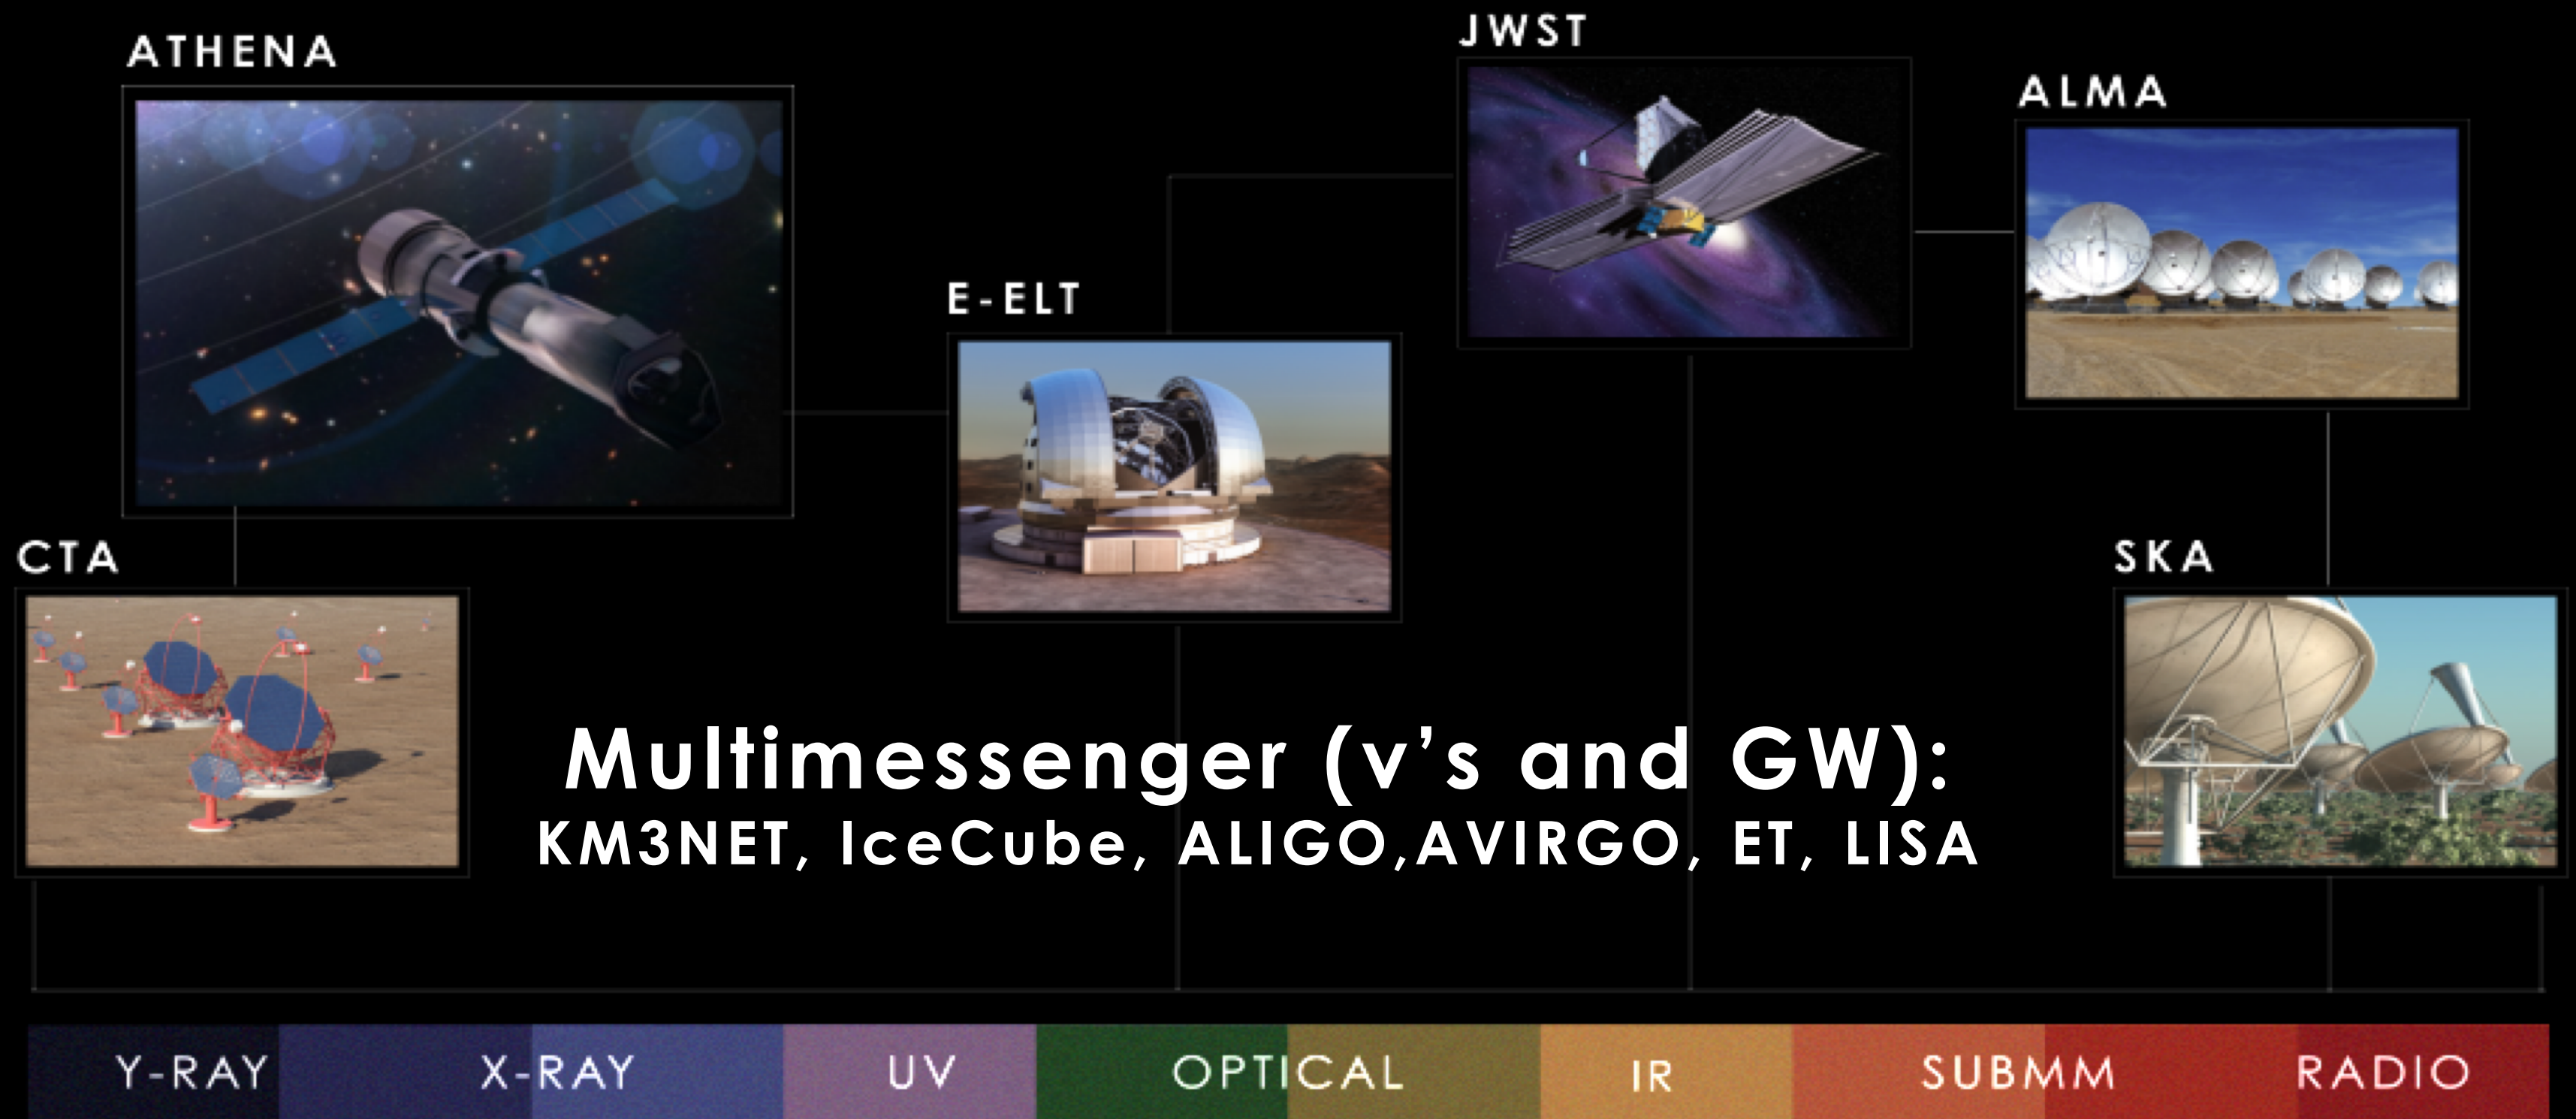 JWST
ATHENA
ALMA
E-ELT
CTA
SKA
Multimessenger (v’s and GW):
KM3NET, IceCube, ALIGO,AVIRGO, ET, LISA
Y-RAY X-RAY UV OPTICAL IR SUBMM RADIO